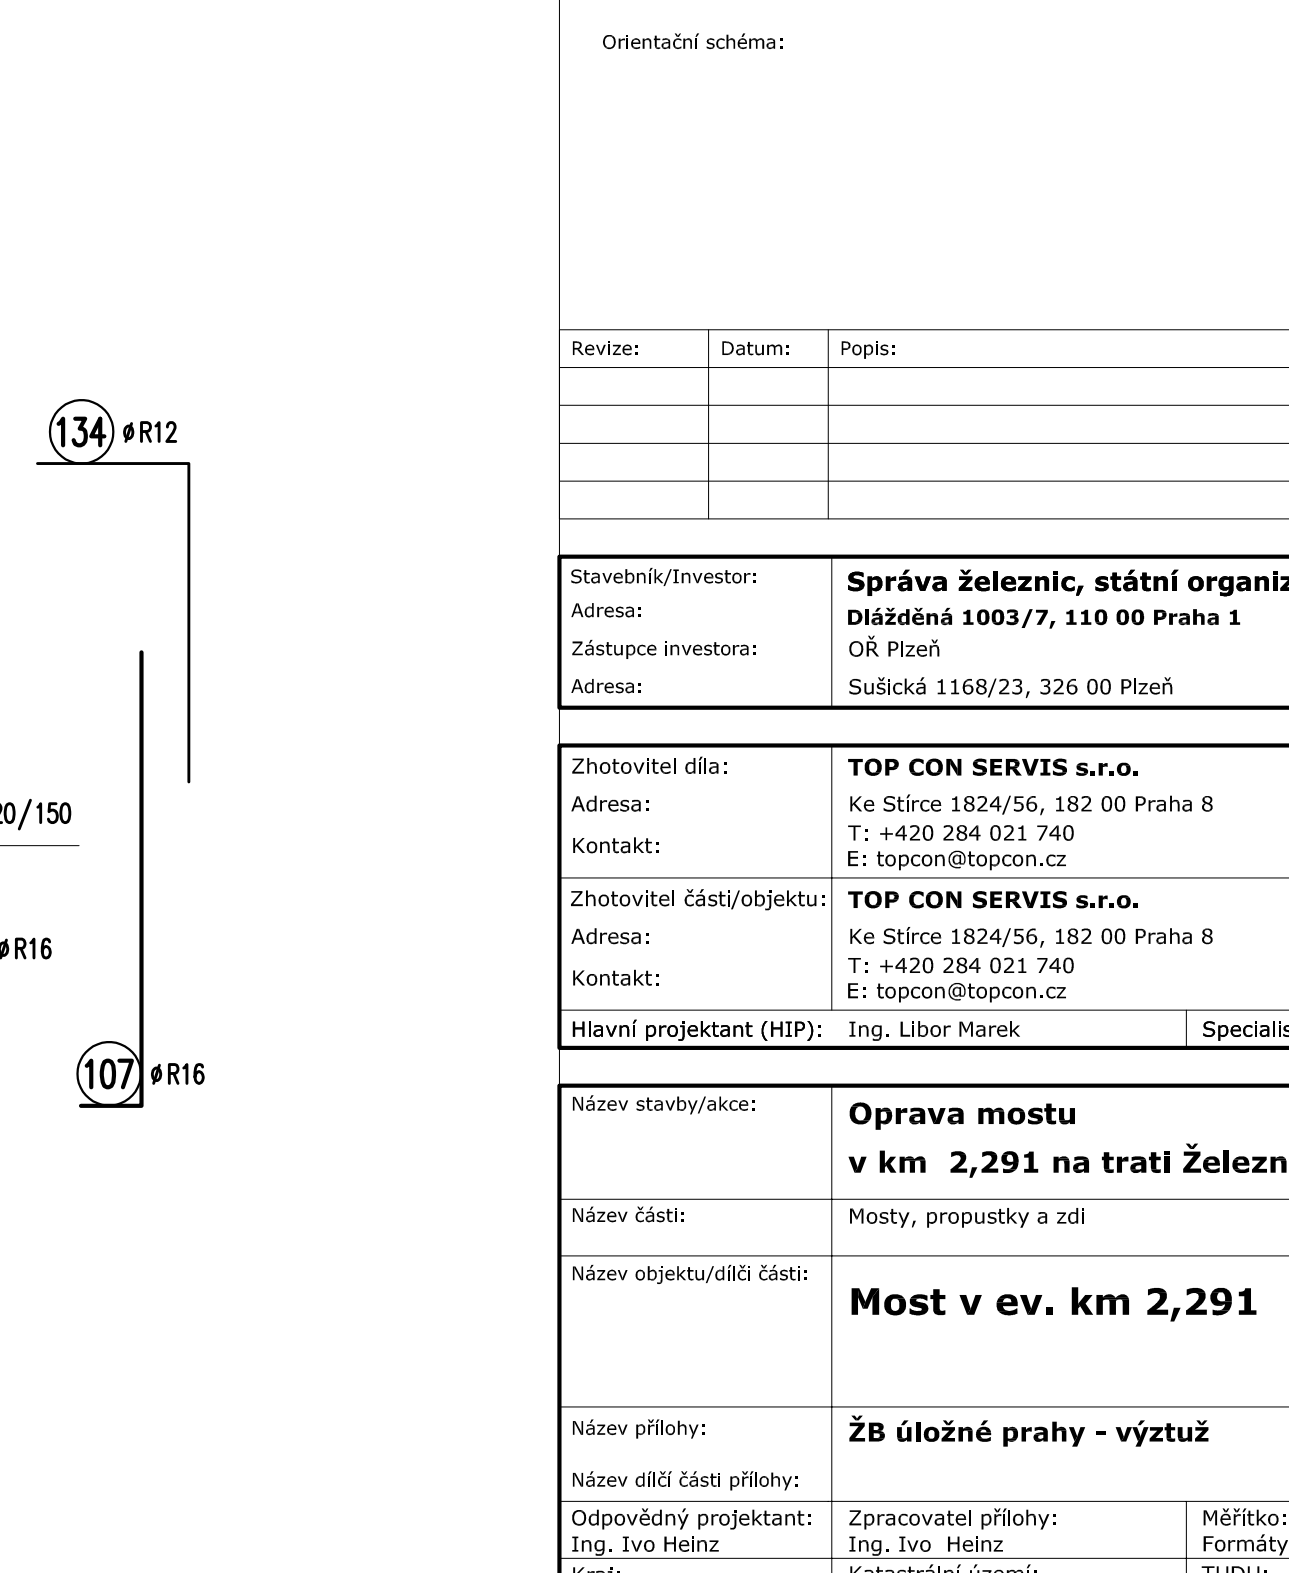 Orientační schéma:
Revize: Datum: Popis:
134 øR12
20/150
øR16
107 øR16
Stavebník/Investor: Správa železnic, státní
Adresa: Dlážděná 1003/7, 110 00 Praha 1
Zástupce investora: OŘ Plzeň
Adresa: Sušická 1168/23, 326 00 Plzeň
Zhotovitel díla: TOP CON SERVIS s.r.o.
Adresa: Ke Stírce 1824/56, 182 00 Praha 8
Kontakt: T: +420 284 021 740
E: topcon@topcon.cz
Zhotovitel části/objektu: TOP CON SERVIS s.r.o.
Adresa: Ke Stírce 1824/56, 182 00 Praha 8
Kontakt: T: +420 284 021 740
E: topcon@topcon.cz
Hlavní projektant (HIP): Ing. Libor Marek
Název stavby/akce: Oprava mostu
v km 2,291 na trati Železn
Název části: Mosty, propustky a zdi
Název objektu/dílči části: Most v ev. km 2,291
Název přílohy: ŽB úložné prahy - výztuž
Název dílčí části přílohy:
Odpovědný projektant: Zpracovatel přílohy: Měřítko:
Ing. Ivo Heinz Ing. Ivo Heinz Formáty
Kraj: Katastrální území: TUDU: